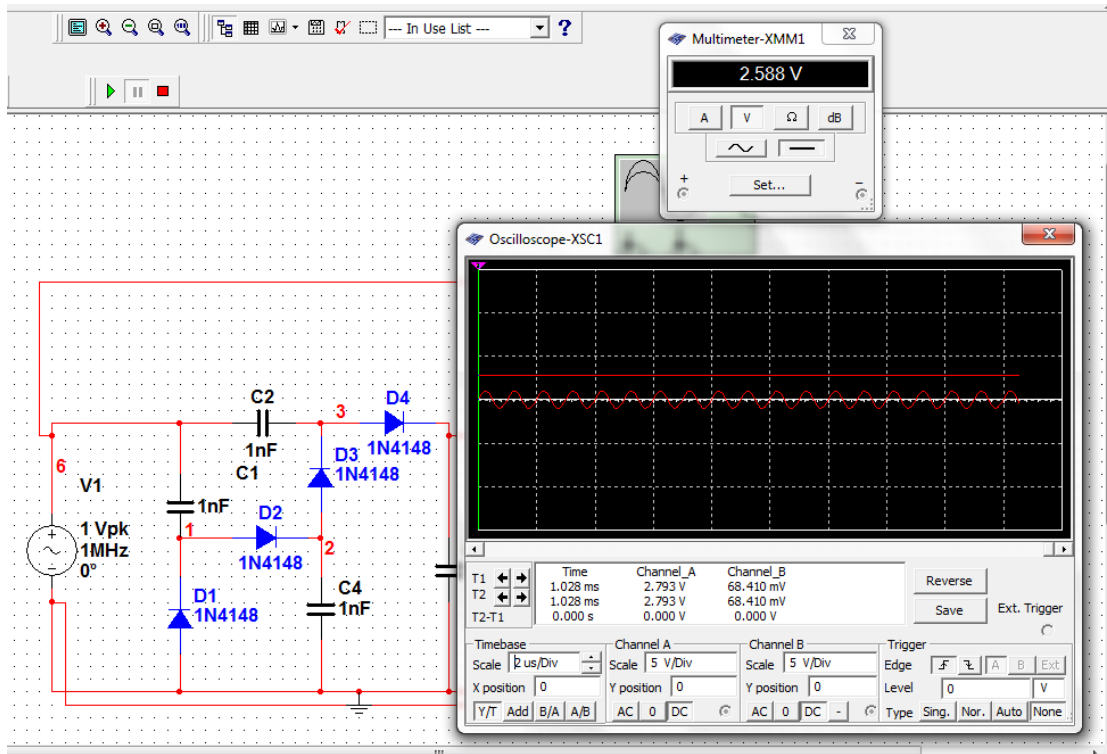 --- In Use List ---
?
Multimeter-XMM1
2.588 V
A V Ω dB
+ −
Set...
Oscilloscope-XSC1
C2
1nF
3
D4
1N4148
D3
1N4148
C1
6
V1
1nF
1
D2
1N4148
2
1 Vpk
1MHz
0°
D1
1N4148
C4
1nF
Time Channel_A Channel_B
T1 1.028 ms 2.793 V 68.410 mV
T2 1.028 ms 2.793 V 68.410 mV
T2-T1 0.000 s 0.000 V 0.000 V
Reverse
Save
Ext. Trigger
Timebase
Scale 2 us/Div
X position 0
Y/T Add B/A A/B
Channel A
Scale 5 V/Div
Y position 0
AC 0 DC
Channel B
Scale 5 V/Div
Y position 0
AC 0 DC -
Trigger
Edge A B Ext
Level 0 V
Type Sing. Nor. Auto None